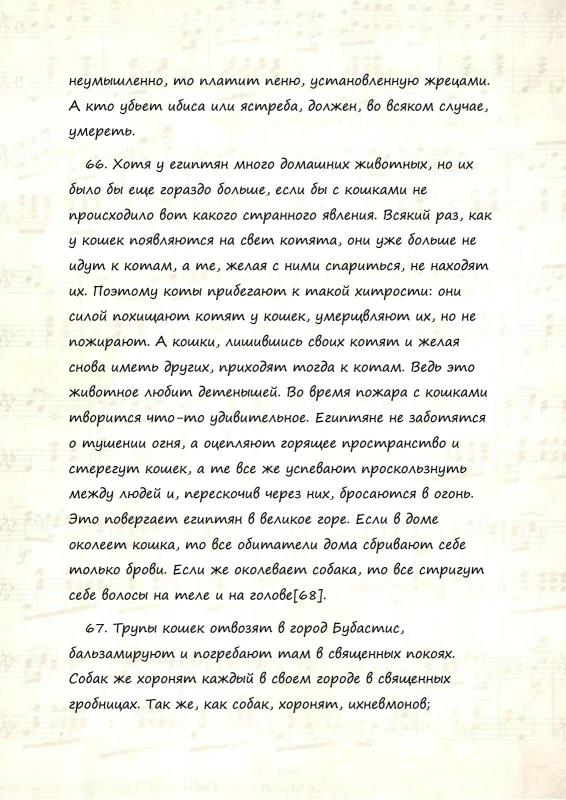 неумышленно, то платит пеню, установленную жрецами.
А кто убьет ибиса или ястреба, должен, во всяком случае,
умереть.
66. Хотя у египтян много домашних животных, но их
было бы еще гораздо больше, если бы с кошками не
происходило вот какого странного явления. Всякий раз, как
у кошек появляются на свет котята, они уже больше не
идут к котам, а те, желая с ними спариться, не находят
их. Поэтому коты прибегают к такой хитрости: они
силой похищают котят у кошек, умерщвляют их, но не
пожирают. А кошки, лишившись своих котят и желая
снова иметь других, приходят тогда к котам. Ведь это
животное любит детенышей. Во время пожара с кошками
творится что-то удивительное. Египтяне не заботятся
о тушении огня, а оцепляют горящее пространство и
стерегут кошек, а те все же успевают проскользнуть
между людей и, перескочив через них, бросаются в огонь.
Это повергает египтян в великое горе. Если в доме
околеет кошка, то все обитатели дома сбривают себе
только брови. Если же околевает собака, то все стригут
себе волосы на теле и на голове[68].
67. Трупы кошек отвозят в город Бубастис,
бальзамируют и погребают там в священных покоях.
Собак же хоронят каждый в своем городе в священных
гробницах. Так же, как собак, хоронят, ихневмонов;